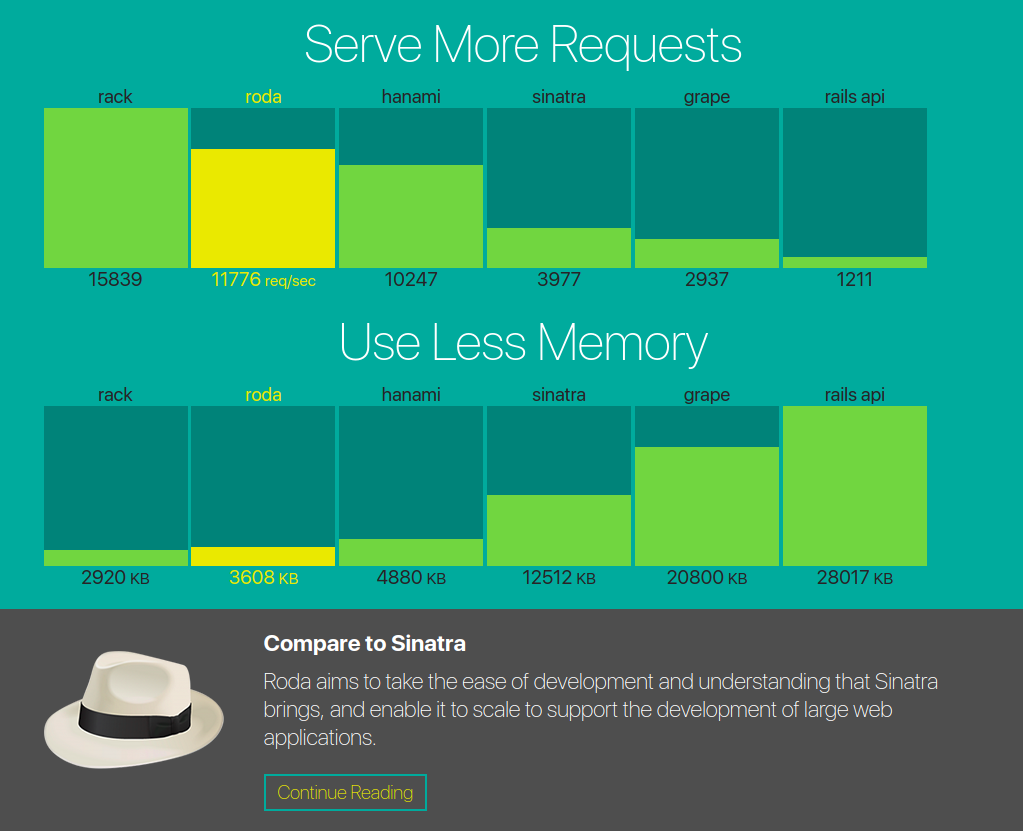 Serve More Requests
rack roda hanami sinatra grape rails api
15839 11776 req/sec 10247 3977 2937 1211
Use Less Memory
rack roda hanami sinatra grape rails api
2920 KB 3608 KB 4880 KB 12512 KB 20800 KB 28017 KB
Compare to Sinatra
Roda aims to take the ease of development and understanding that Sinatra
brings, and enable it to scale to support the development of large web
applications.
Continue Reading